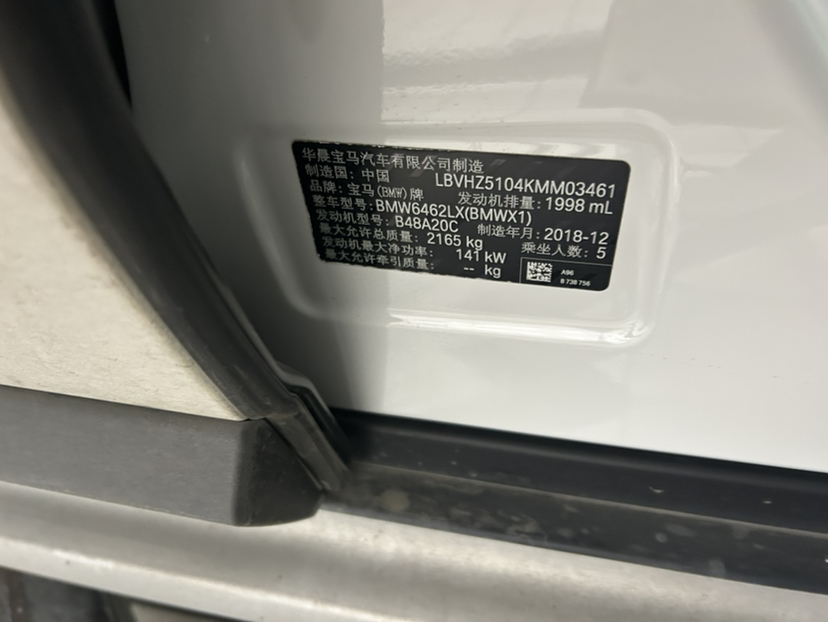 华晨宝马汽车有限公司制造
制造国：中国 LBVHZ5104KMM03461
品牌：宝马(BMW)牌 发动机排量：1998 mL
整车型号：BMW6462LX(BMWX1)
发动机型号：B48A20C 制造年月：2018-12
最大允许总质量：2165 kg 乘坐人数：5
发动机最大净功率： 141 kW
最大允许牵引质量： -- kg
A96
8 738 756